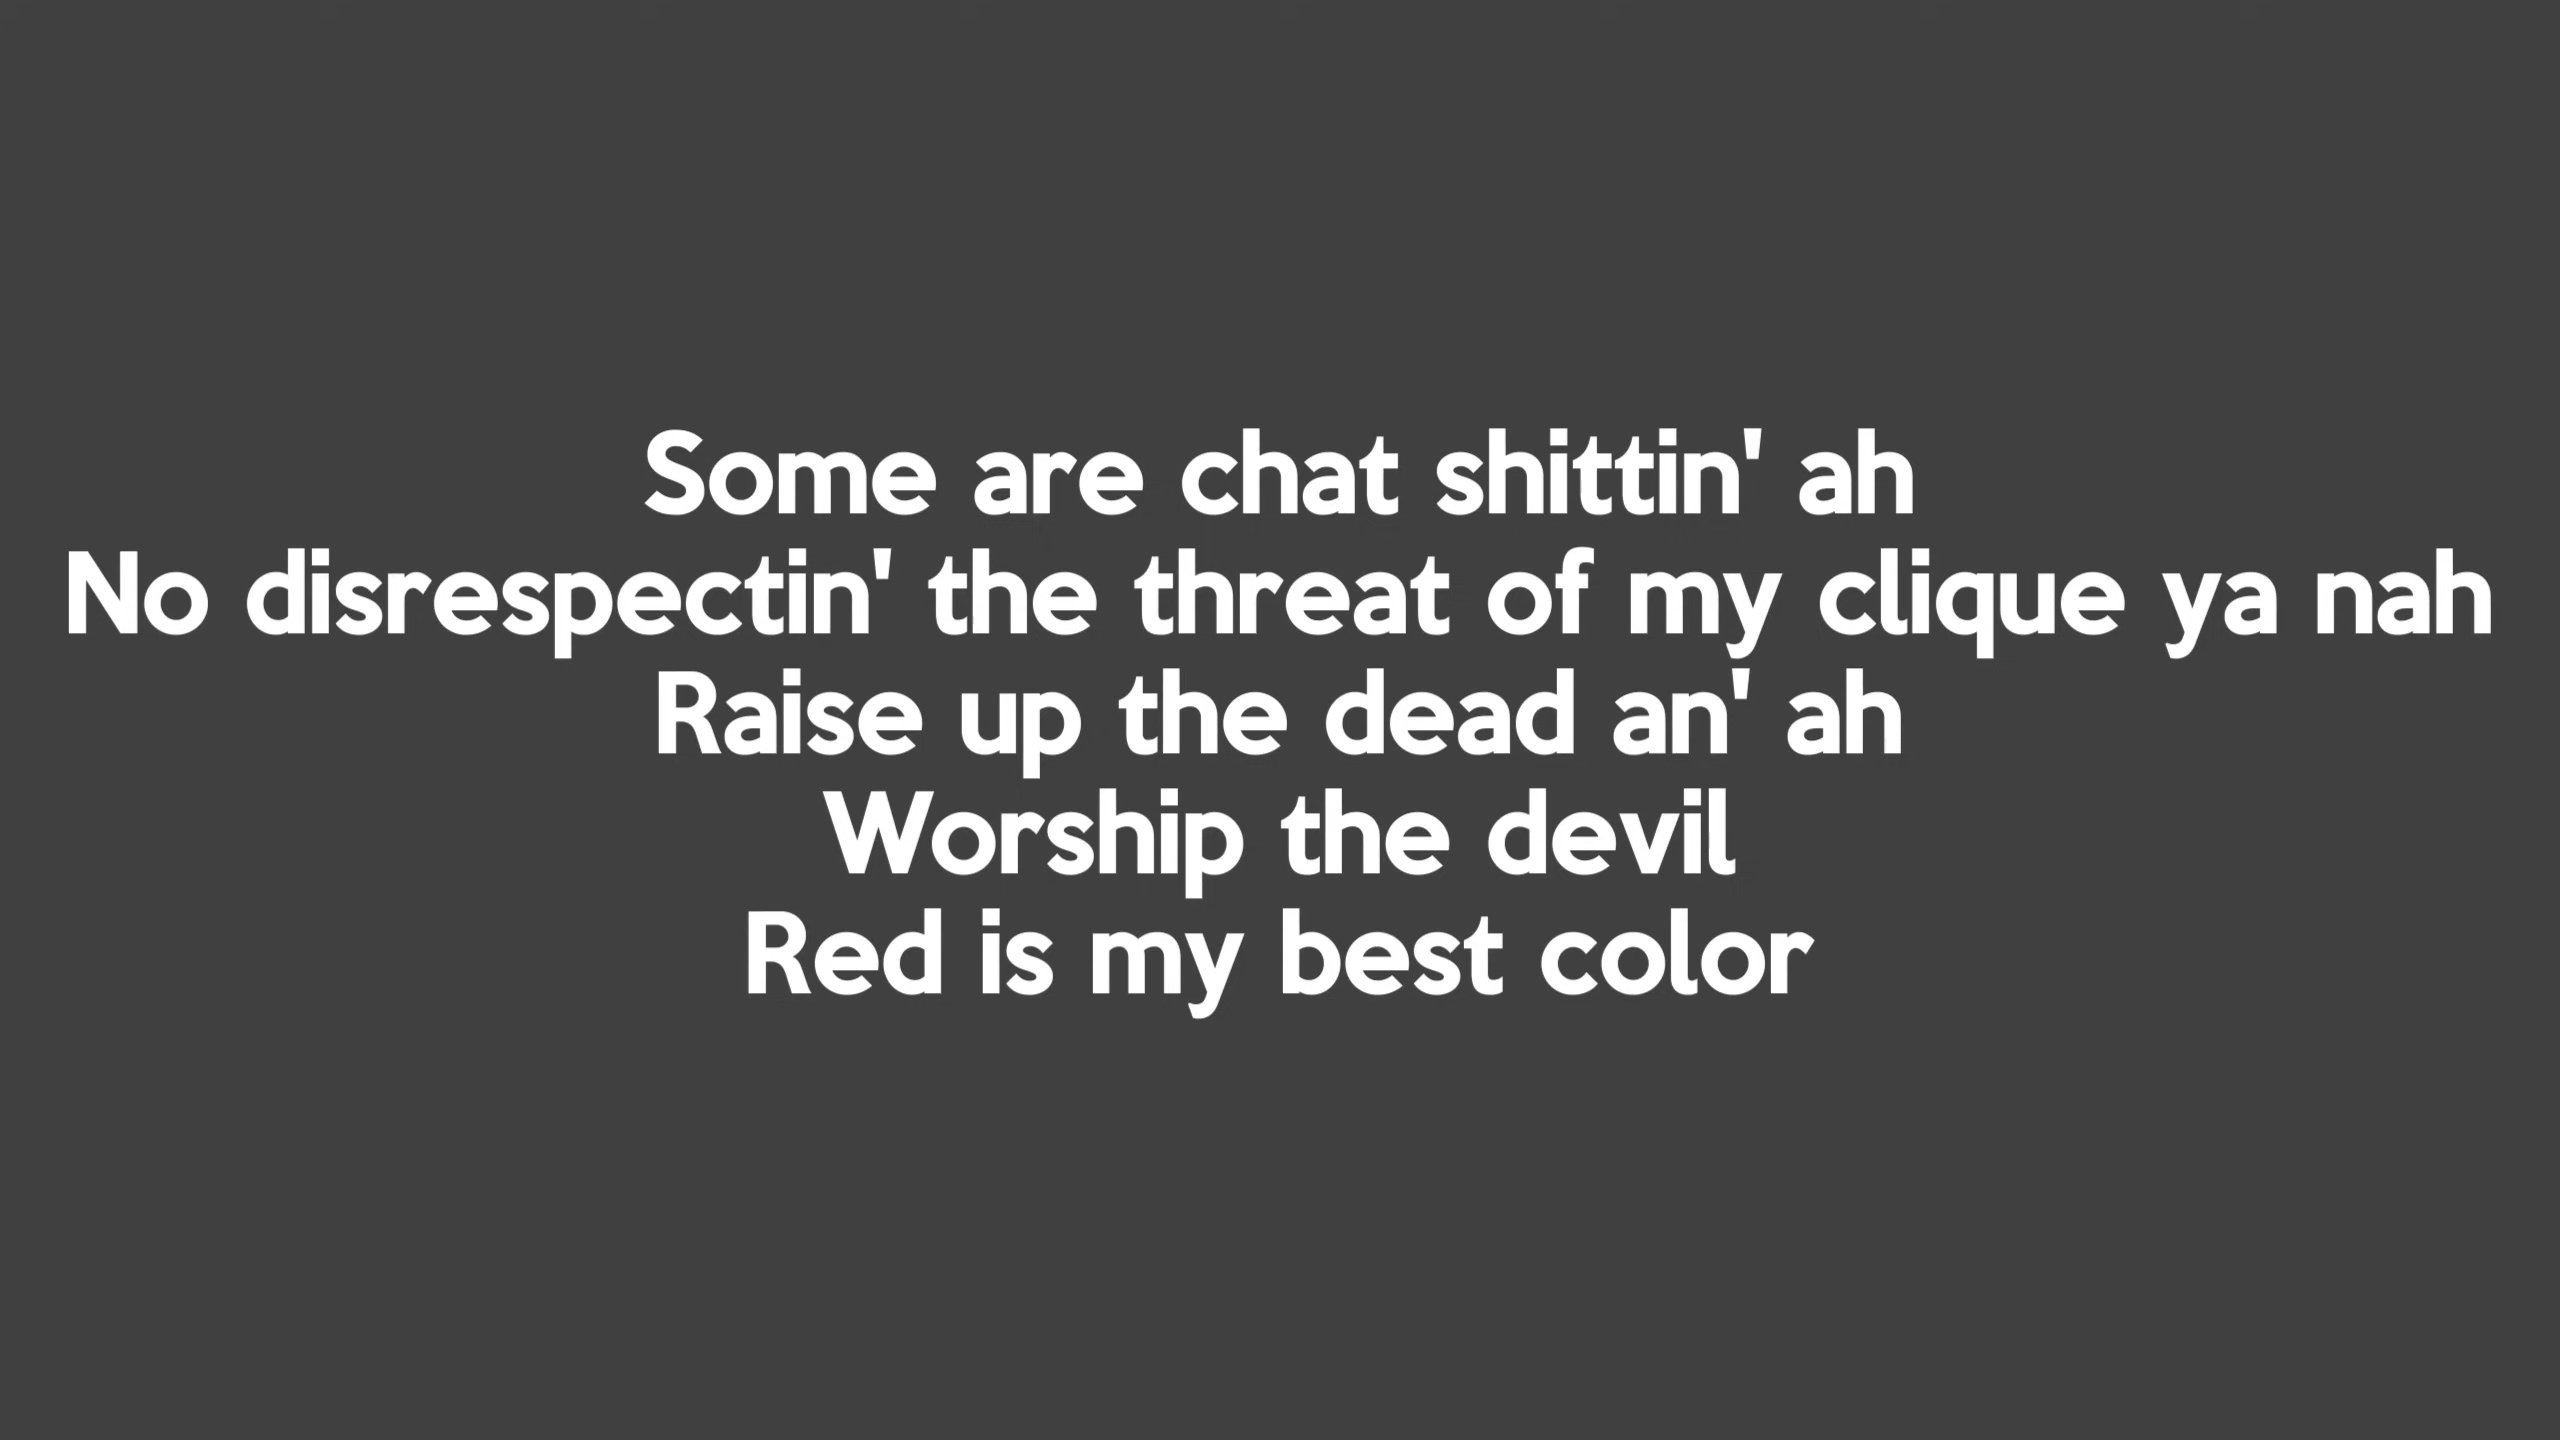 Some are chat shittin' ah
No disrespectin' the threat of my clique ya nah
Raise up the dead an' ah
Worship the devil
Red is my best color